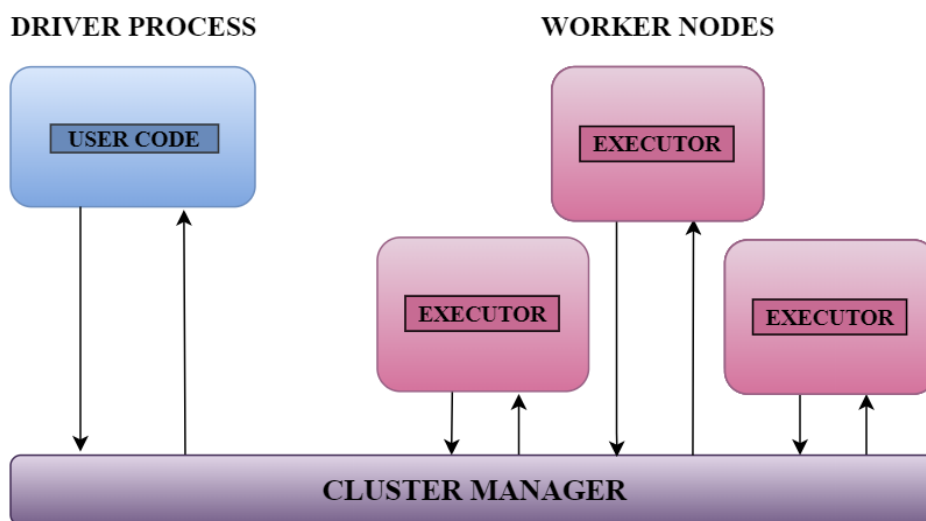 DRIVER PROCESS
WORKER NODES
USER CODE
EXECUTOR
EXECUTOR
EXECUTOR
CLUSTER MANAGER